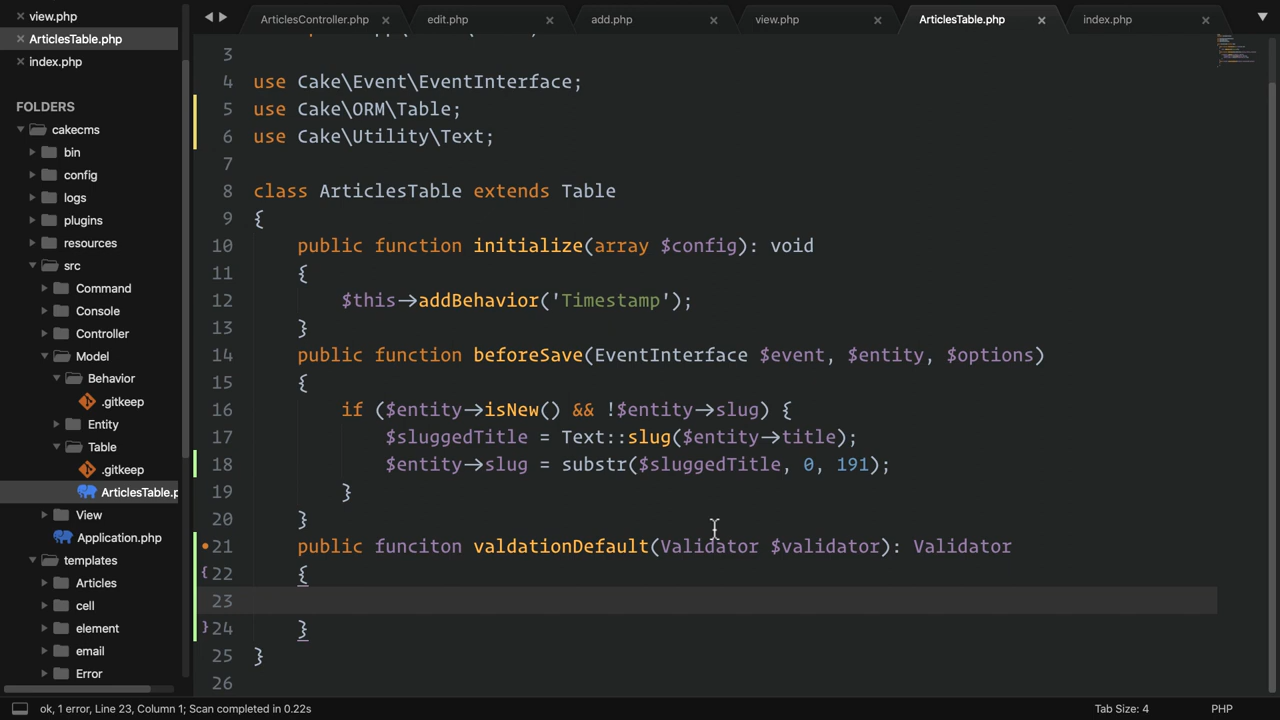 view.php
ArticlesTable.php
index.php
FOLDERS
cakecms
bin
config
logs
plugins
resources
src
Command
Console
Controller
Model
Behavior
.gitkeep
Entity
Table
.gitkeep
ArticlesTable.p
View
Application.php
templates
Articles
cell
element
email
Error
ArticlesController.php
edit.php
add.php
view.php
ArticlesTable.php
index.php
3
4 use Cake\Event\EventInterface;
5 use Cake\ORM\Table;
6 use Cake\Utility\Text;
7
8 class ArticlesTable extends Table
9 {
10 public function initialize(array $config): void
11 {
12 $this->addBehavior('Timestamp');
13 }
14 public function beforeSave(EventInterface $event, $entity, $options)
15 {
16 if ($entity->isNew() && !$entity->slug) {
17 $sluggedTitle = Text::slug($entity->title);
18 $entity->slug = substr($sluggedTitle, 0, 191);
19 }
20 }
21 public funciton valdationDefault(Validator $validator): Validator
22 {
23
24 }
25 }
26
ok, 1 error, Line 23, Column 1; Scan completed in 0.22s
Tab Size: 4
PHP